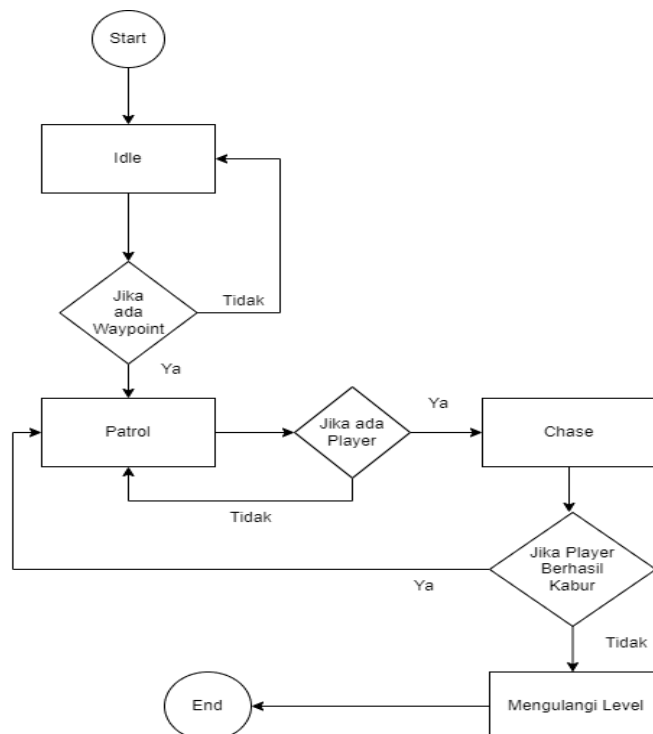 Start
Idle
Jika
ada
Waypoint
Tidak
Ya
Patrol
Jika ada
Player
Ya
Chase
Tidak
Jika Player
Berhasil
Kabur
Ya
Tidak
End
Mengulangi Level